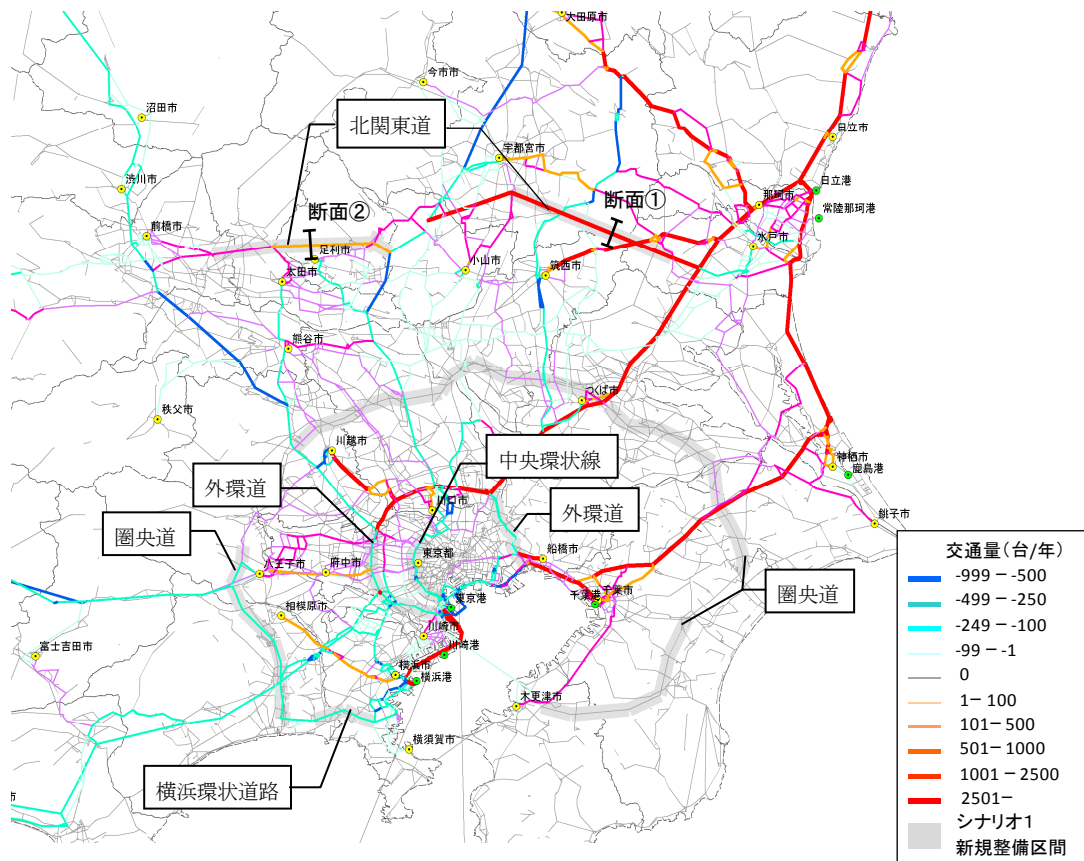 大田原市
今市市
沼田市
北関東道
日立市
宇都宮市
渋川市
日立港
断面①
那珂市
断面②
常陸那珂港
前橋市
水戸市
足利市
小山市
筑西市
太田市
熊谷市
つくば市
秩父市
川越市
中央環状線
神栖市
鹿島港
外環道
川口市
外環道
銚子市
圏央道
東京都
船橋市
八王子市
府中市
千葉市
千葉港
圏央道
相模原市
東京港
川崎市
川崎港
富士吉田市
横浜市
横浜港
木更津市
横須賀市
横浜環状道路
市
交通量(台/年)
-999 – -500
-499 – -250
-249 – -100
-99 – -1
0
1– 100
101 – 500
501 – 1000
1001 – 2500
2501–
シナリオ1
新規整備区間